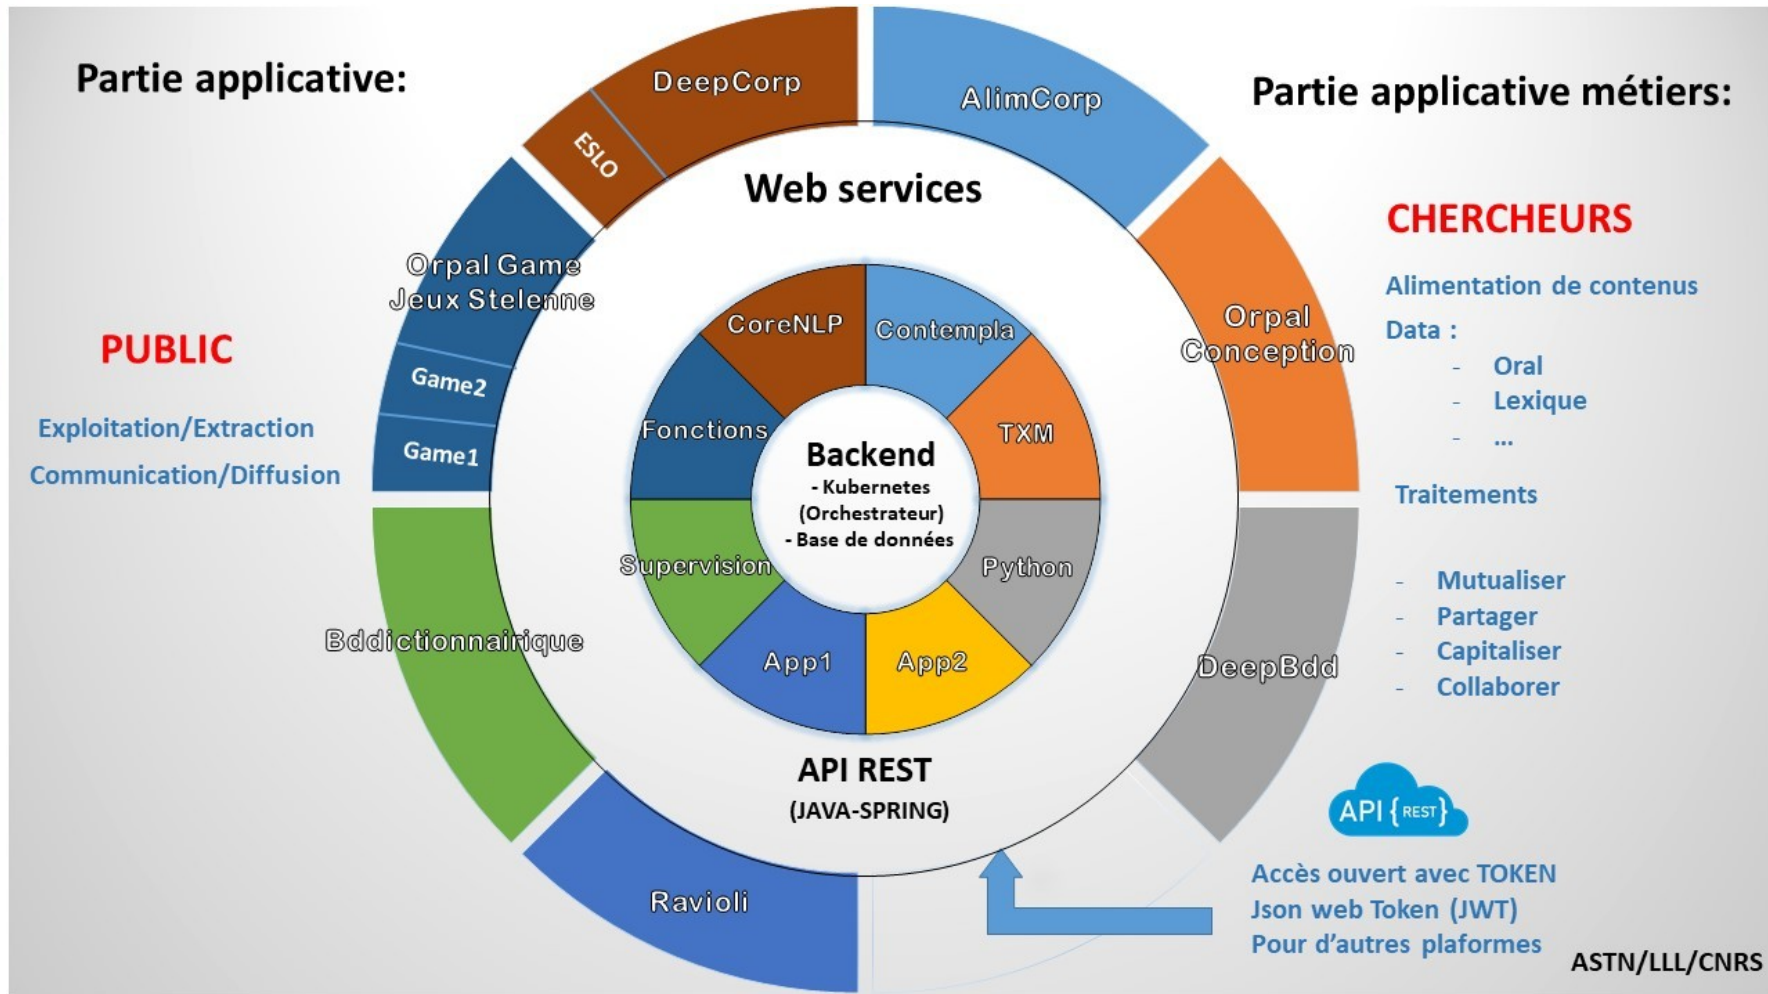 Partie applicative:
Partie applicative métiers:
DeepCorp
ESLO
AlimCorp
Web services
Orpal Game
Jeux Stelenne
Game2
Game1
PUBLIC
Exploitation/Extraction
Communication/Diffusion
CHERCHEURS
Alimentation de contenus
Data :
- Oral
- Lexique
- ...
Traitements
- Mutualiser
- Partager
- Capitaliser
- Collaborer
Orpal
Conception
CoreNLP
Contempla
Fonctions
TXM
Backend
- Kubernetes
(Orchestrateur)
- Base de données
Supervision
Python
App1
App2
Bddictionnairique
DeepBdd
API REST
(JAVA-SPRING)
Ravioli
API {REST}
Accès ouvert avec TOKEN
Json web Token (JWT)
Pour d'autres plaformes
ASTN/LLL/CNRS